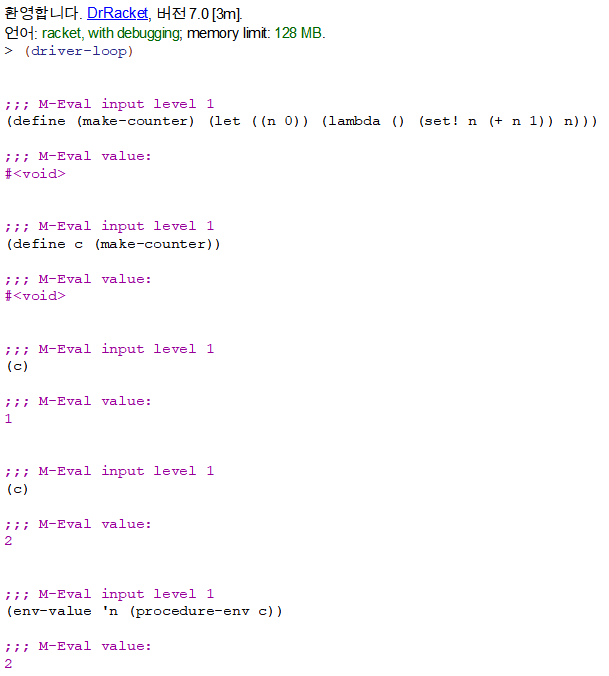 환영합니다. DrRacket, 버전 7.0 [3m].
언어: racket, with debugging; memory limit: 128 MB.
> (driver-loop)
;;; M-Eval input level 1
(define (make-counter) (let ((n 0)) (lambda () (set! n (+ n 1)) n)))
;;; M-Eval value:
#<void>
;;; M-Eval input level 1
(define c (make-counter))
;;; M-Eval value:
#<void>
;;; M-Eval input level 1
(c)
;;; M-Eval value:
1
;;; M-Eval input level 1
(c)
;;; M-Eval value:
2
;;; M-Eval input level 1
(env-value 'n (procedure-env c))
;;; M-Eval value:
2